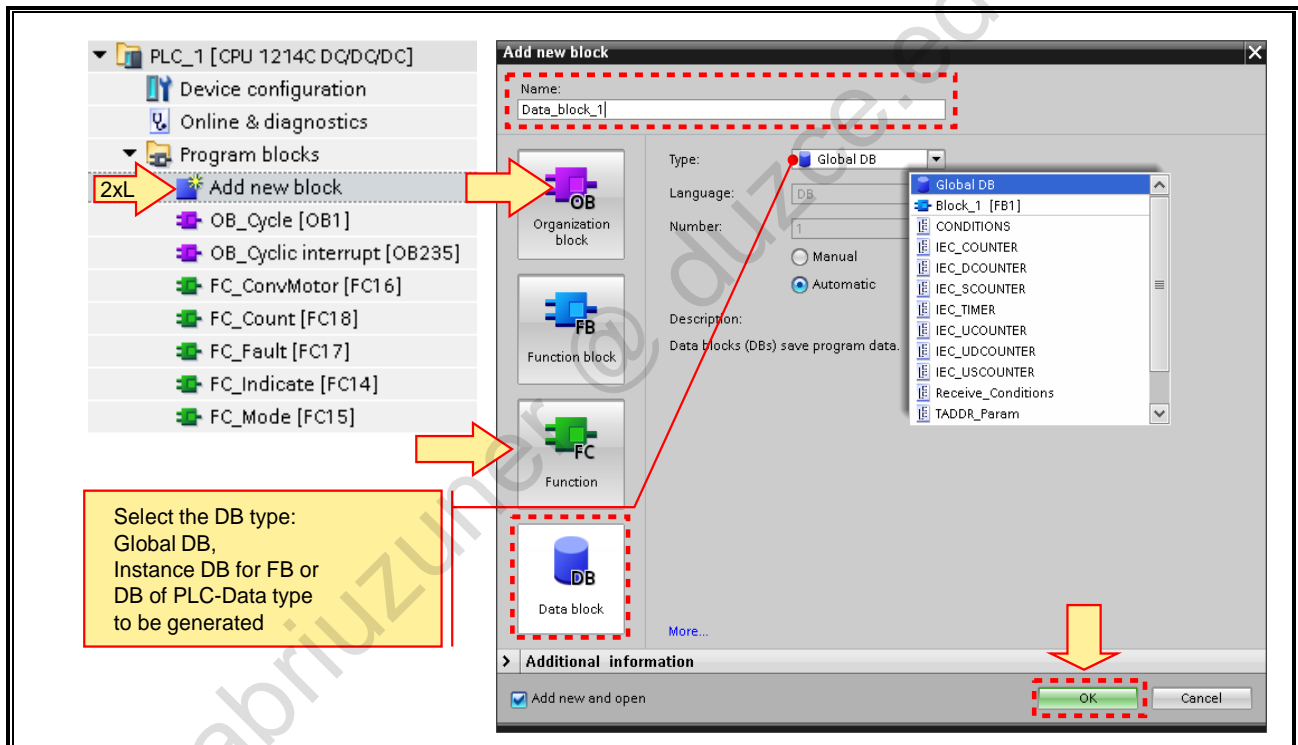 PLC_1 [CPU 1214C DC/DC/DC]
Device configuration
Online & diagnostics
Program blocks
2xL
Add new block
OB_Cycle [OB1]
OB_Cyclic interrupt [OB235]
FC_ConvMotor [FC16]
FC_Count [FC18]
FC_Fault [FC17]
FC_Indicate [FC14]
FC_Mode [FC15]
Select the DB type:
Global DB,
Instance DB for FB or
DB of PLC-Data type
to be generated
Add new block
Name:
Data_block_1
OB
Organization
block
FB
Function block
FC
Function
DB
Data block
Type:
Global DB
Language:
DB
Number:
1
Manual
Automatic
Description:
Data blocks (DBs) save program data.
Global DB
Block_1 [FB1]
CONDITIONS
IEC_COUNTER
IEC_DCOUNTER
IEC_SCOUNTER
IEC_TIMER
IEC_UCOUNTER
IEC_UDCOUNTER
IEC_USCOUNTER
Receive_Conditions
TADDR_Param
More...
Additional information
Add new and open
OK
Cancel
abriuzuner @ duzce.ed